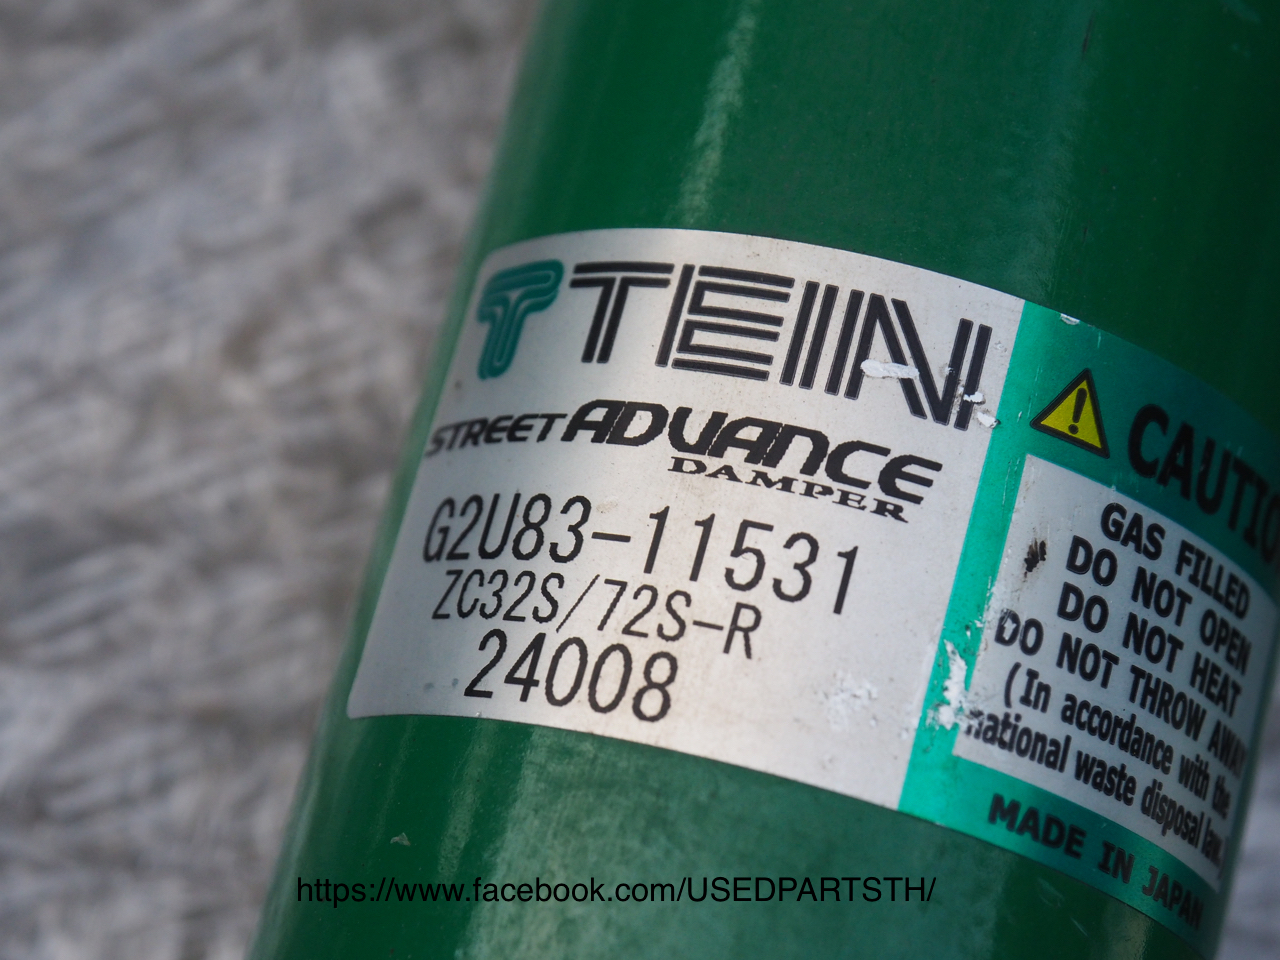 TEIN
STREET ADVANCE
DAMPER
G2U83-11531
ZC32S/72S-R
24008
CAUTIO
GAS FILLED
DO NOT OPEN
DO NOT HEAT
DO NOT THROW AWAY
(In accordance with the
national waste disposal law.)
MADE IN JAPAN
https://www.facebook.com/USEDPARTSTH/